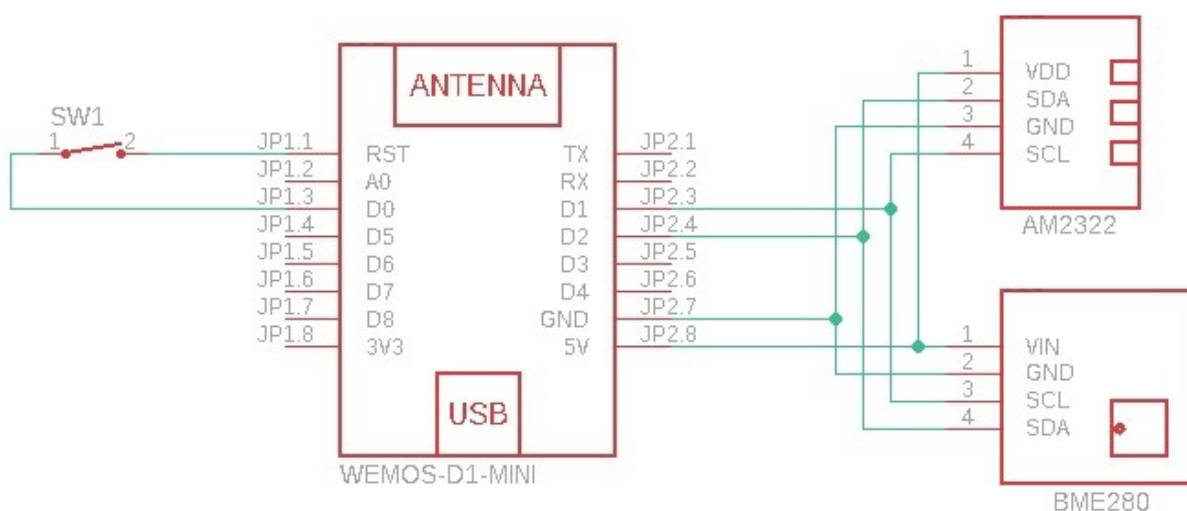 ANTENNA
SW1
1 2
JP1.1 RST TX JP2.1
JP1.2 A0 RX JP2.2
JP1.3 D0 D1 JP2.3
JP1.4 D5 D2 JP2.4
JP1.5 D6 D3 JP2.5
JP1.6 D7 D4 JP2.6
JP1.7 D8 GND JP2.7
JP1.8 3V3 5V JP2.8
USB
WEMOS-D1-MINI
1 VDD
2 SDA
3 GND
4 SCL
AM2322
1 VIN
2 GND
3 SCL
4 SDA
BME280